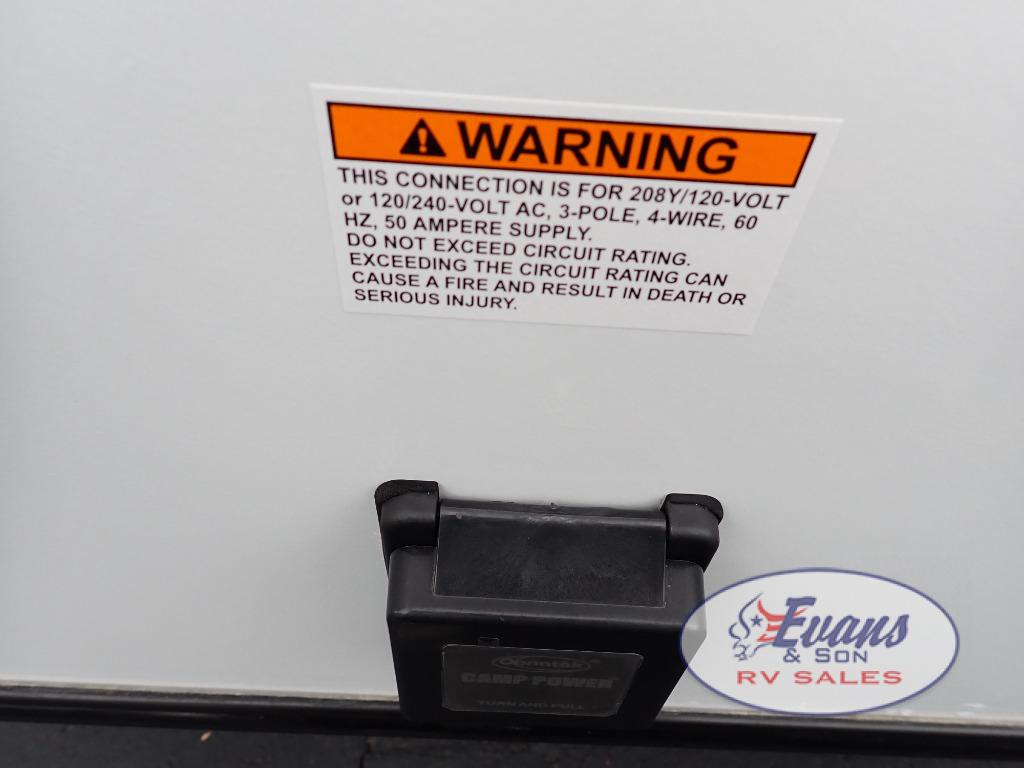 WARNING
THIS CONNECTION IS FOR 208Y/120-VOLT
or 120/240-VOLT AC, 3-POLE, 4-WIRE, 60
HZ, 50 AMPERE SUPPLY.
DO NOT EXCEED CIRCUIT RATING.
EXCEEDING THE CIRCUIT RATING CAN
CAUSE A FIRE AND RESULT IN DEATH OR
SERIOUS INJURY.
Conntek
CAMP POWER
TURN AND PULL
Evans
& SON
RV SALES